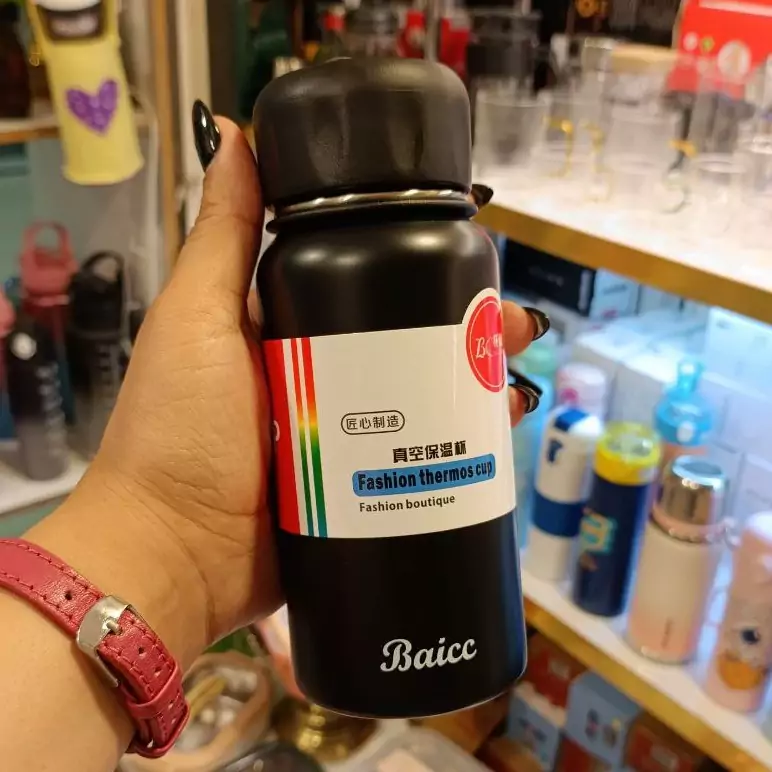 匠心制造
真空保温杯
Fashion thermos cup
Fashion boutique
Baicc